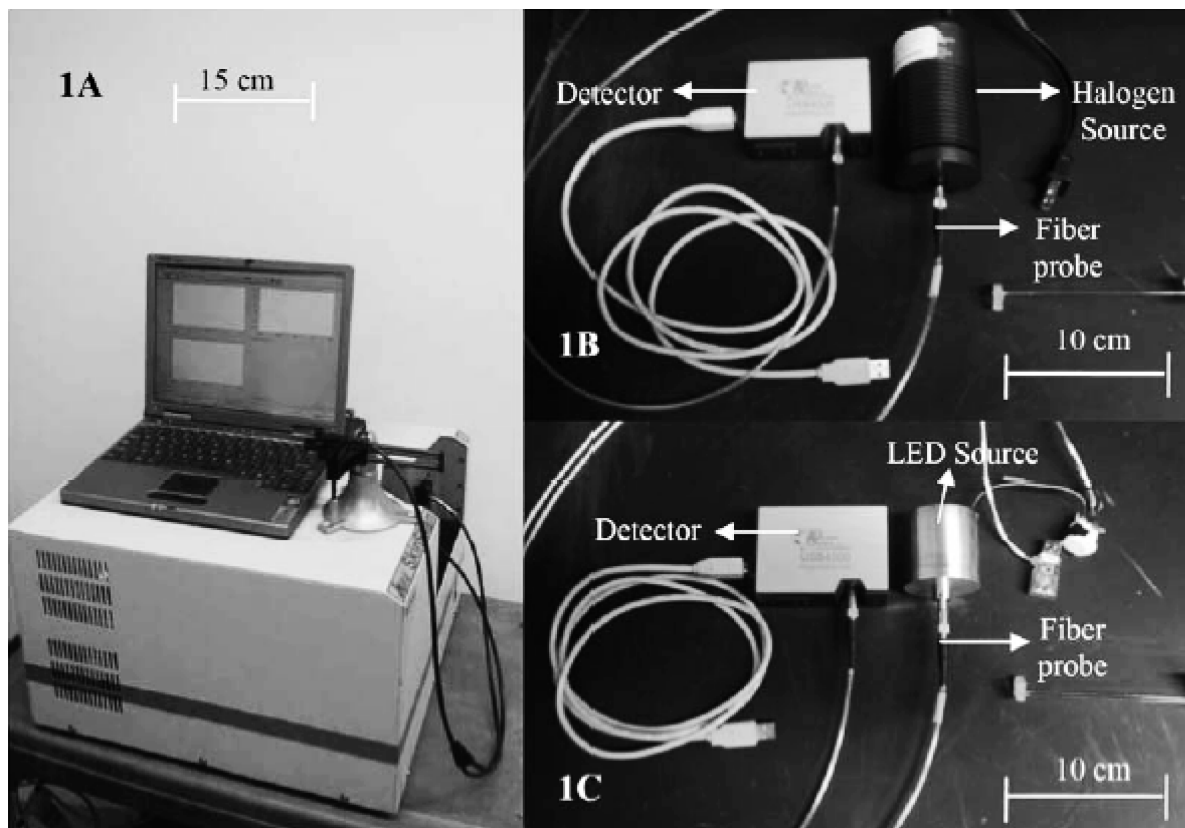 1A
15 cm
Detector
Halogen
Source
Fiber
probe
1B
10 cm
LED Source
Detector
USB4000
Fiber
probe
1C
10 cm